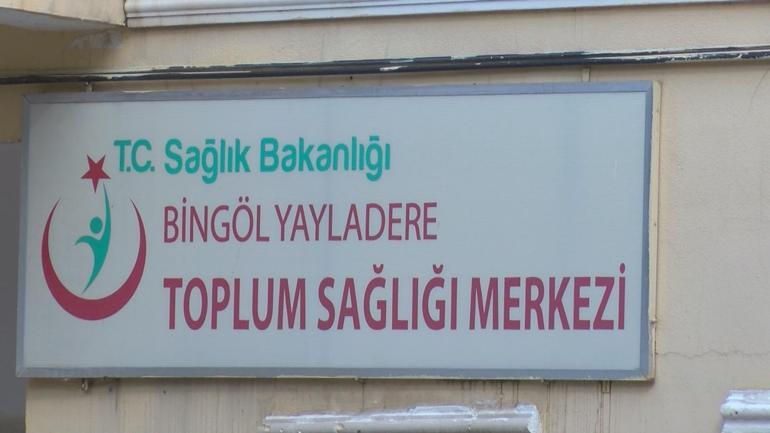 T.C. Sağlık Bakanlığı
BİNGÖL YAYLADERE
TOPLUM SAĞLIĞI MERKEZİ